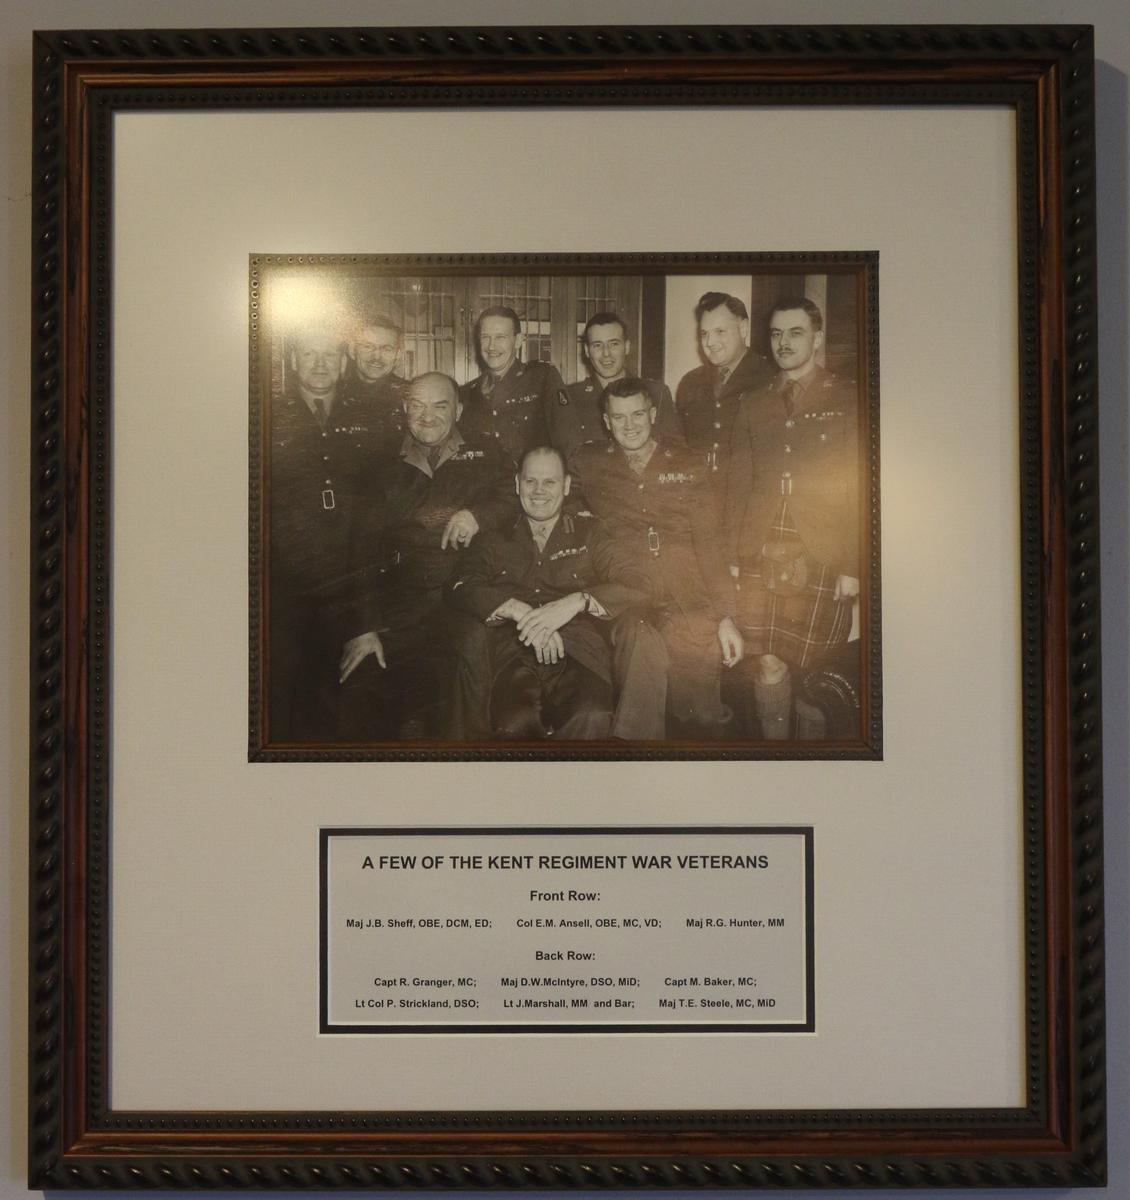 A FEW OF THE KENT REGIMENT WAR VETERANS
Front Row:
Maj J.B. Sheff, OBE, DCM, ED; Col E.M. Ansell, OBE, MC, VD; Maj R.G. Hunter, MM
Back Row:
Capt R. Granger, MC; Maj D.W.McIntyre, DSO, MiD; Capt M. Baker, MC;
Lt Col P. Strickland, DSO; Lt J.Marshall, MM and Bar; Maj T.E. Steele, MC, MiD